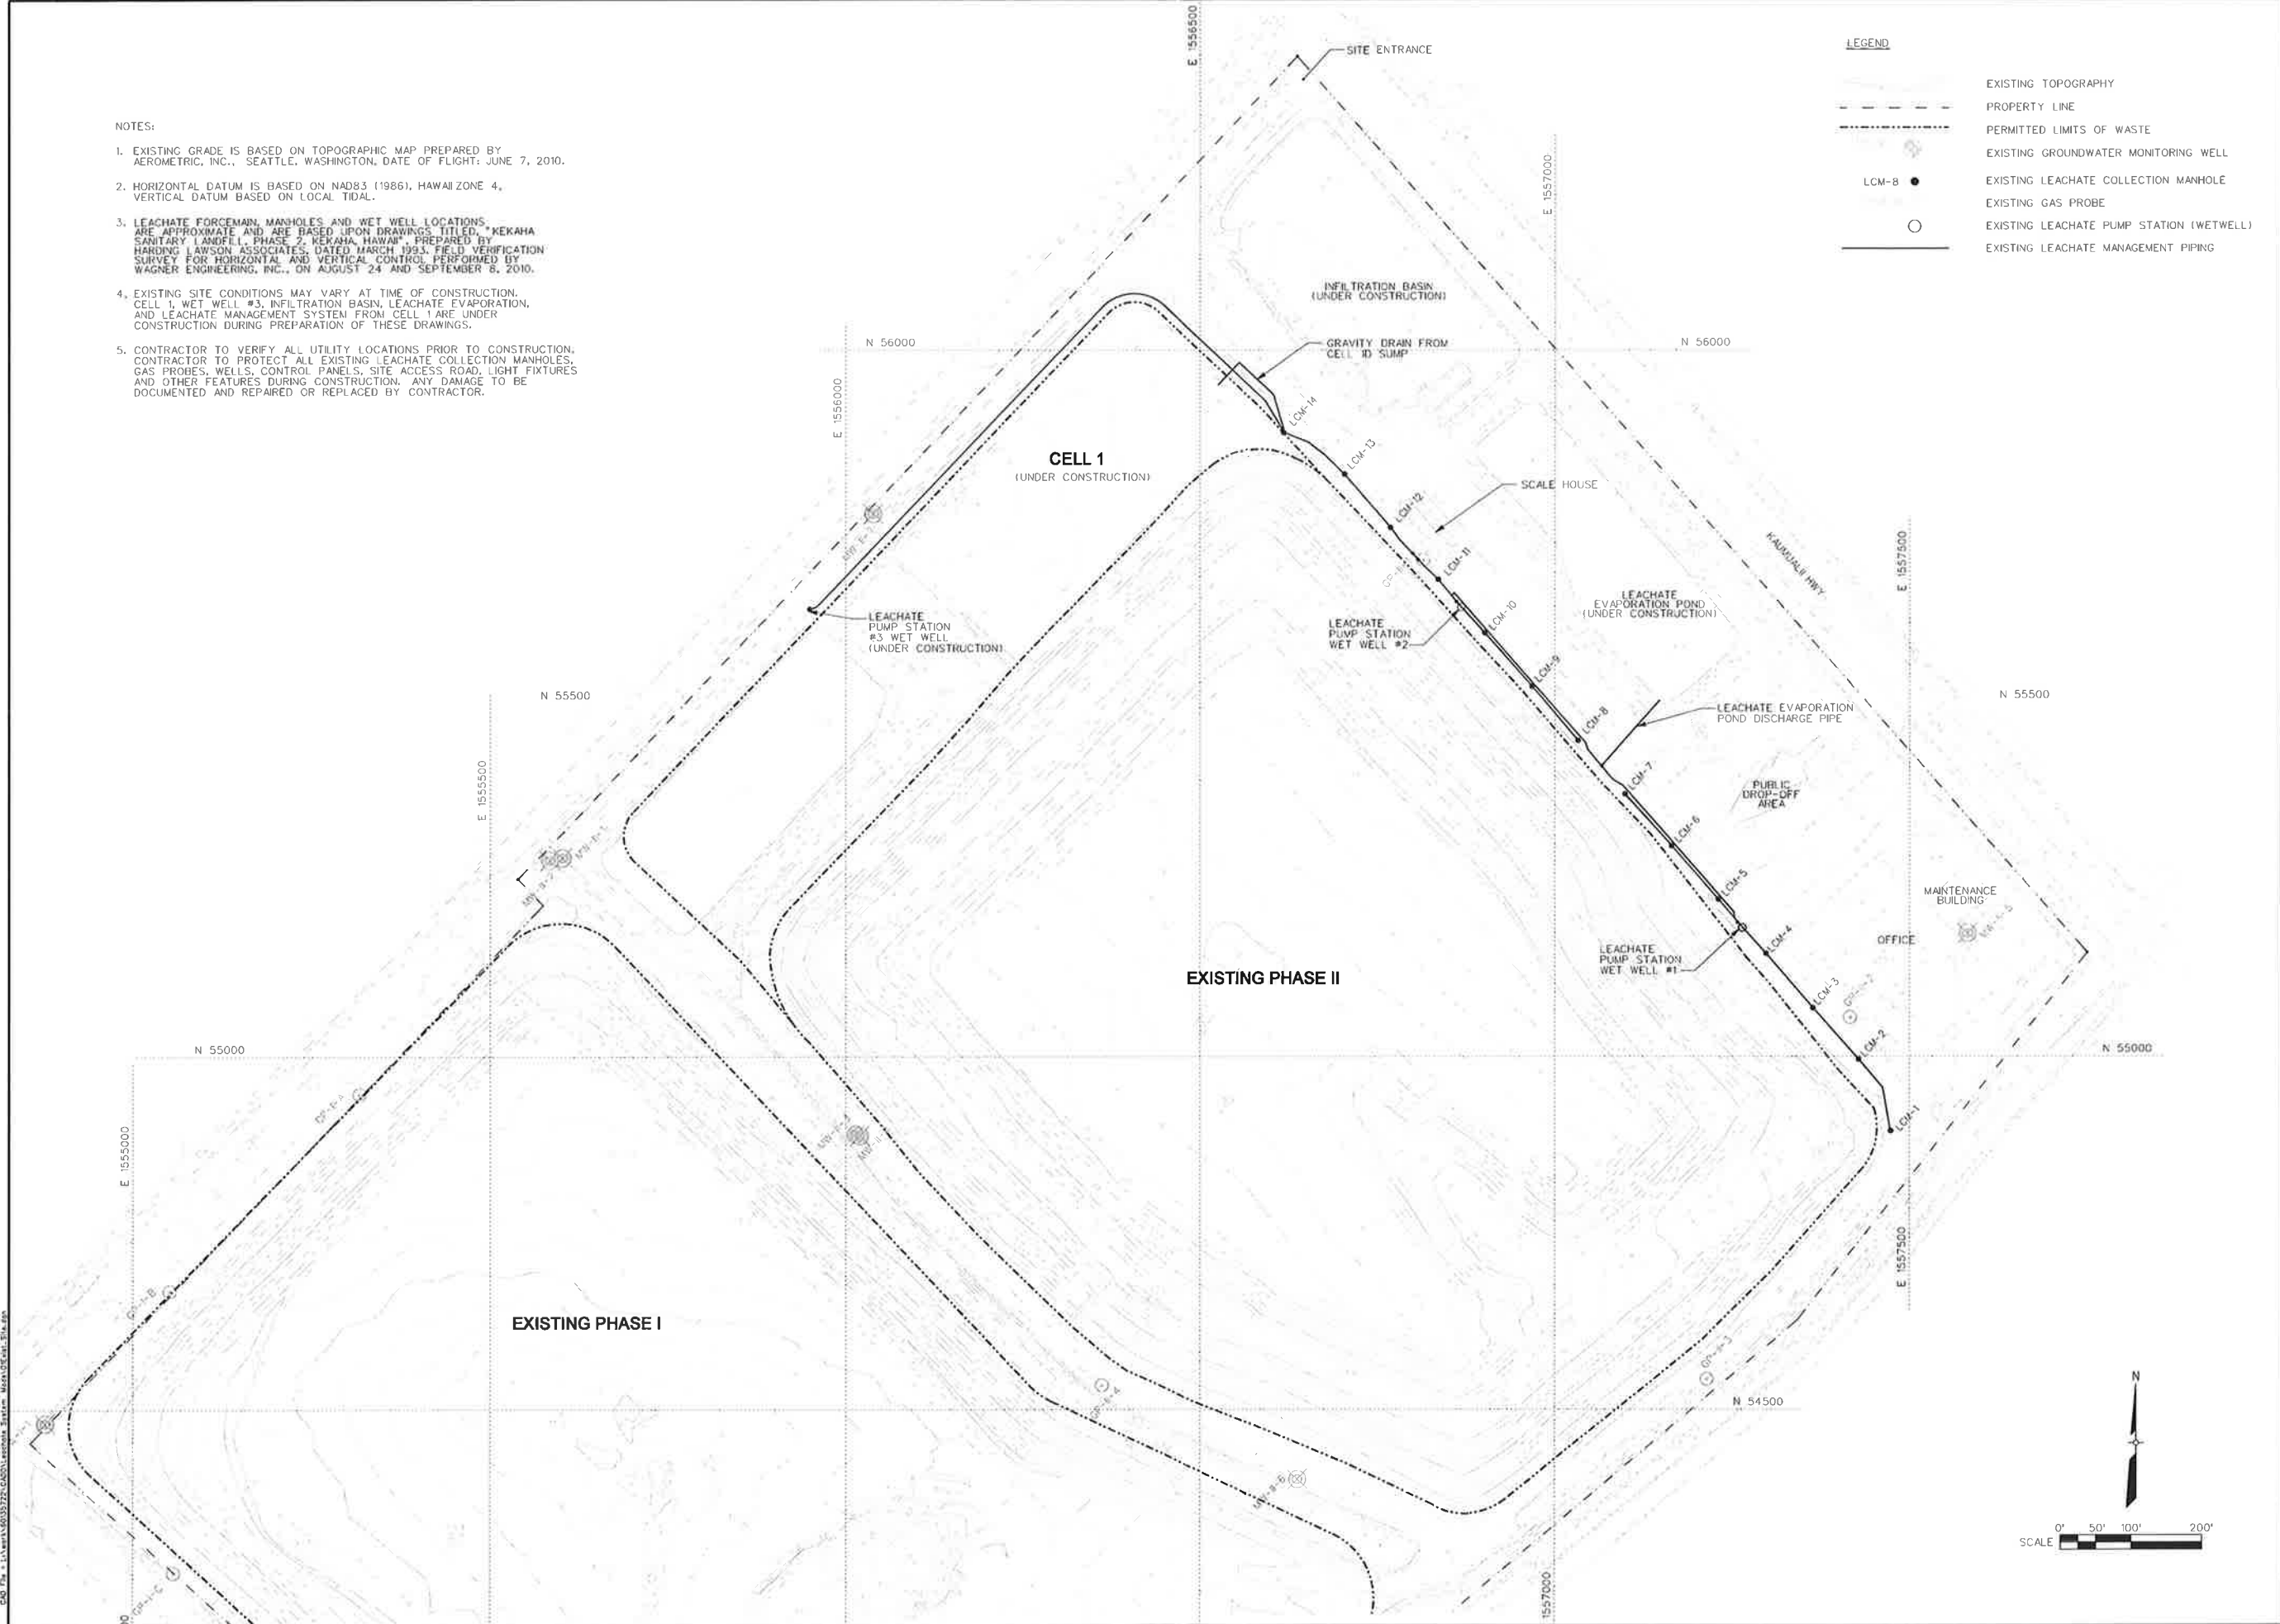 E 1556500
SITE ENTRANCE
LEGEND
EXISTING TOPOGRAPHY
PROPERTY LINE
PERMITTED LIMITS OF WASTE
EXISTING GROUNDWATER MONITORING WELL
LCM-8
EXISTING LEACHATE COLLECTION MANHOLE
EXISTING GAS PROBE
EXISTING LEACHATE PUMP STATION (WETWELL)
EXISTING LEACHATE MANAGEMENT PIPING
NOTES:
1. EXISTING GRADE IS BASED ON TOPOGRAPHIC MAP PREPARED BY
AEROMETRIC, INC., SEATTLE, WASHINGTON, DATE OF FLIGHT: JUNE 7, 2010.
2. HORIZONTAL DATUM IS BASED ON NAD83 (1986), HAWAII ZONE 4,
VERTICAL DATUM BASED ON LOCAL TIDAL.
3. LEACHATE FORCEMAIN, MANHOLES AND WET WELL LOCATIONS
ARE APPROXIMATE AND ARE BASED UPON DRAWINGS TITLED, "KEKAHA
SANITARY LANDFILL, PHASE 2, KEKAHA, HAWAII", PREPARED BY
HARDING LAWSON ASSOCIATES, DATED MARCH 1993. FIELD VERIFICATION
SURVEY FOR HORIZONTAL AND VERTICAL CONTROL PERFORMED BY
WAGNER ENGINEERING, INC., ON AUGUST 24 AND SEPTEMBER 8, 2010.
4. EXISTING SITE CONDITIONS MAY VARY AT TIME OF CONSTRUCTION.
CELL 1, WET WELL #3, INFILTRATION BASIN, LEACHATE EVAPORATION,
AND LEACHATE MANAGEMENT SYSTEM FROM CELL 1 ARE UNDER
CONSTRUCTION DURING PREPARATION OF THESE DRAWINGS.
5. CONTRACTOR TO VERIFY ALL UTILITY LOCATIONS PRIOR TO CONSTRUCTION.
CONTRACTOR TO PROTECT ALL EXISTING LEACHATE COLLECTION MANHOLES,
GAS PROBES, WELLS, CONTROL PANELS, SITE ACCESS ROAD, LIGHT FIXTURES
AND OTHER FEATURES DURING CONSTRUCTION. ANY DAMAGE TO BE
DOCUMENTED AND REPAIRED OR REPLACED BY CONTRACTOR.
E 1557000
INFILTRATION BASIN
(UNDER CONSTRUCTION)
N 56000
GRAVITY DRAIN FROM
CELL 1D SUMP
N 56000
E 1556000
LCM-14
LCM-13
CELL 1
(UNDER CONSTRUCTION)
SCALE HOUSE
LCM-12
LCM-11
KAUMUALII HWY
E 1557500
LEACHATE
EVAPORATION POND
(UNDER CONSTRUCTION)
LCM-10
LEACHATE
PUMP STATION
#3 WET WELL
(UNDER CONSTRUCTION)
LEACHATE
PUMP STATION
WET WELL #2
LCM-9
N 55500
N 55500
LCM-8
LEACHATE EVAPORATION
POND DISCHARGE PIPE
E 1555500
LCM-7
PUBLIC
DROP-OFF
AREA
LCM-6
LCM-5
MAINTENANCE
BUILDING
OFFICE
LCM-4
LEACHATE
PUMP STATION
WET WELL #1
EXISTING PHASE II
LCM-3
N 55000
LCM-2
N 55000
LCM-1
E 1555000
E 1557500
EXISTING PHASE I
GP-1-B
N 54500
N
GP-1-C
1557000
SCALE
0' 50' 100' 200'